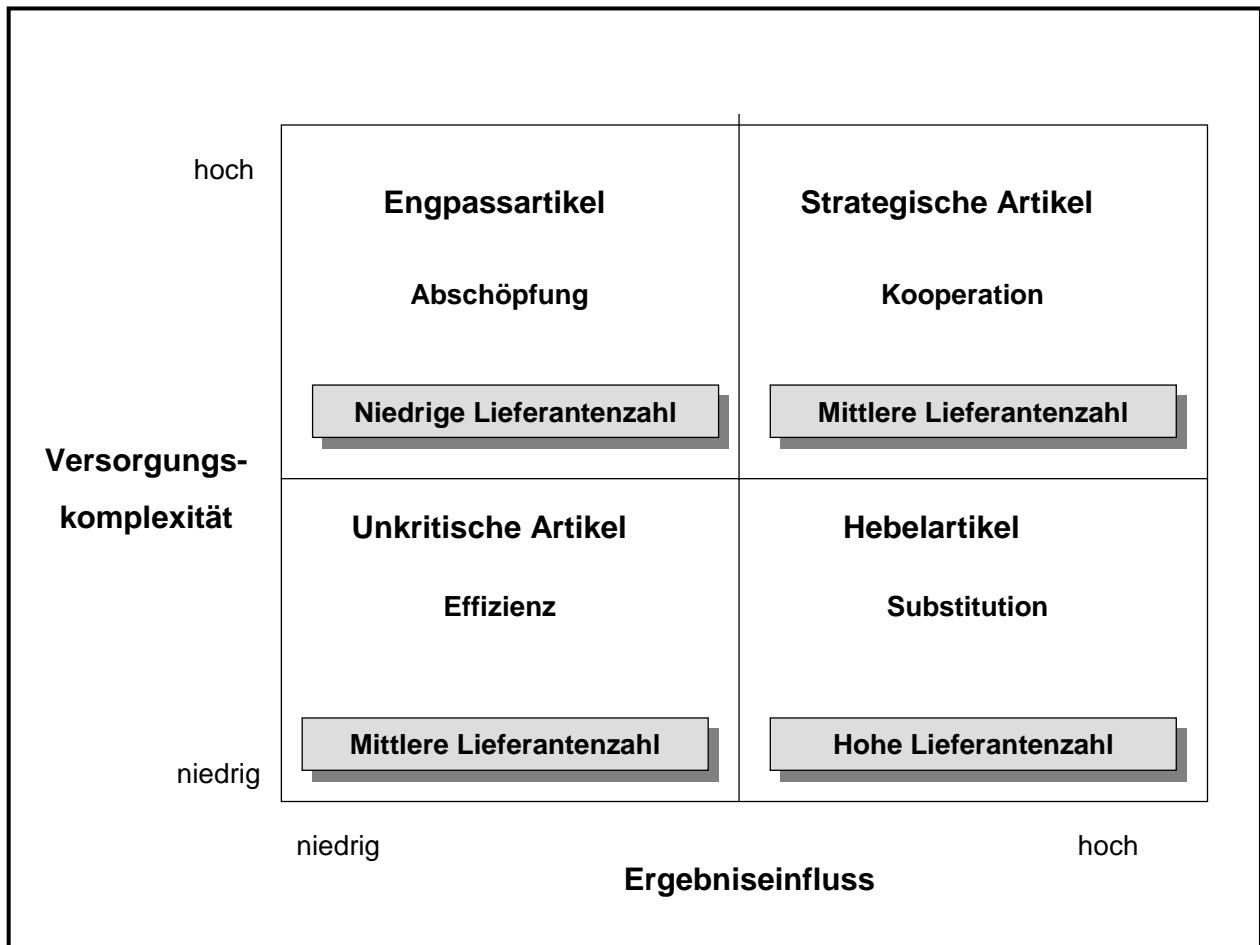 hoch
Engpassartikel
Strategische Artikel
Abschöpfung
Kooperation
Niedrige Lieferantenzahl
Mittlere Lieferantenzahl
Versorgungs-
komplexität
Unkritische Artikel
Hebelartikel
Effizienz
Substitution
Mittlere Lieferantenzahl
Hohe Lieferantenzahl
niedrig
niedrig
hoch
Ergebniseinfluss